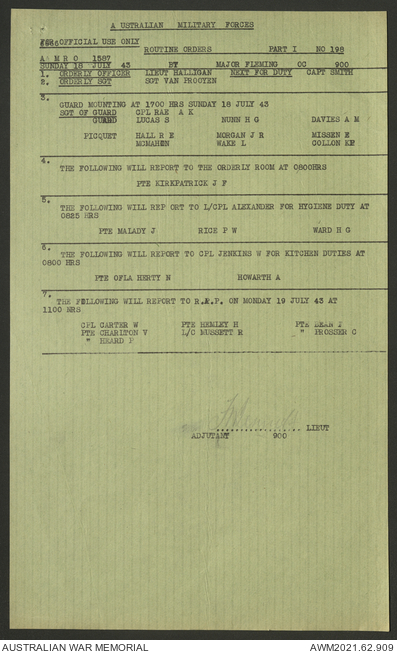 A USTRALIAN MILITARY FORCES
FOR OFFICIAL USE ONLY
ROUTINE ORDERS PART I NO 198
A M R O 1587
SUNDAY 18 JULY 43 BY MAJOR FLEMING OC 900
1. ORDERLY OFFICER LIEUT HALLIGAN NEXT FOR DUTY CAPT SMITH
2. ORDERLY SGT SGT VAN PROOYEN
3.
GUARD MOUNTING AT 1700 HRS SUNDAY 18 JULY 43
SGT OF GUARD CPL RAE A K
GUARD LUCAS S NUNN H G DAVIES A M
PICQUET HALL R E MORGAN J R MISSEN E
MCMAHON WAKE L COLLON KP
4.
THE FOLLOWING WILL REPORT TO THE ORDERLY ROOM AT 0800HRS
PTE KIRKPATRICK J F
5.
THE FOLLOWING WILL REP ORT TO L/CPL ALEXANDER FOR HYGIENE DUTY AT
0825 HRS
PTE MALADY J RICE P W WARD H G
6.
THE FOLLOWING WILL REPORT TO CPL JENKINS W FOR KITCHEN DUTIES AT
0800 HRS
PTE OFLA HERTY N HOWARTH A
7.
THE FOLLOWING WILL REPORT TO R.A.P. ON MONDAY 19 JULY 43 AT
1100 HRS
CPL CARTER W PTE HENLEY H PTE DEAN T
PTE CHARLTON V L/C MUSSETT R " PROSSER C
" HEARD P
LIEUT
ADJUTANT 900
AUSTRALIAN WAR MEMORIAL AWM2021.62.909